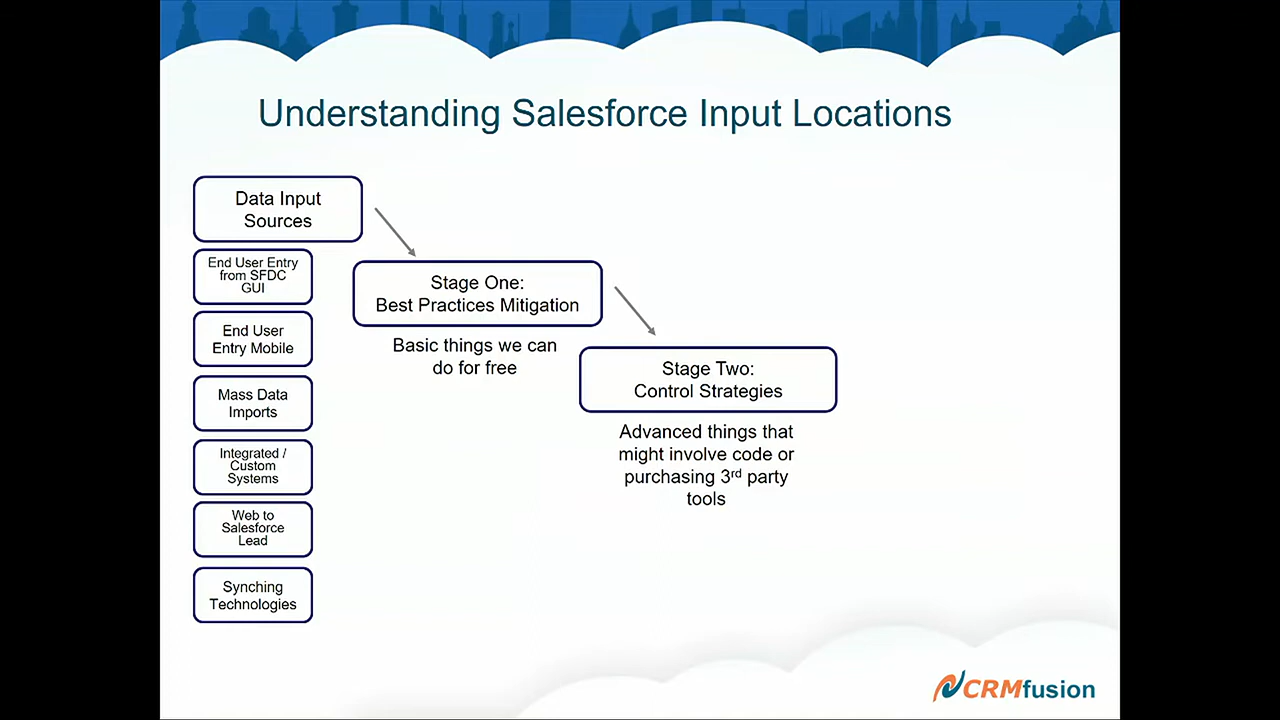 Understanding Salesforce Input Locations
Data Input
Sources
End User Entry
from SFDC
GUI
End User
Entry Mobile
Mass Data
Imports
Integrated /
Custom
Systems
Web to
Salesforce
Lead
Synching
Technologies
Stage One:
Best Practices Mitigation
Basic things we can
do for free
Stage Two:
Control Strategies
Advanced things that
might involve code or
purchasing 3rd party
tools
CRMfusion